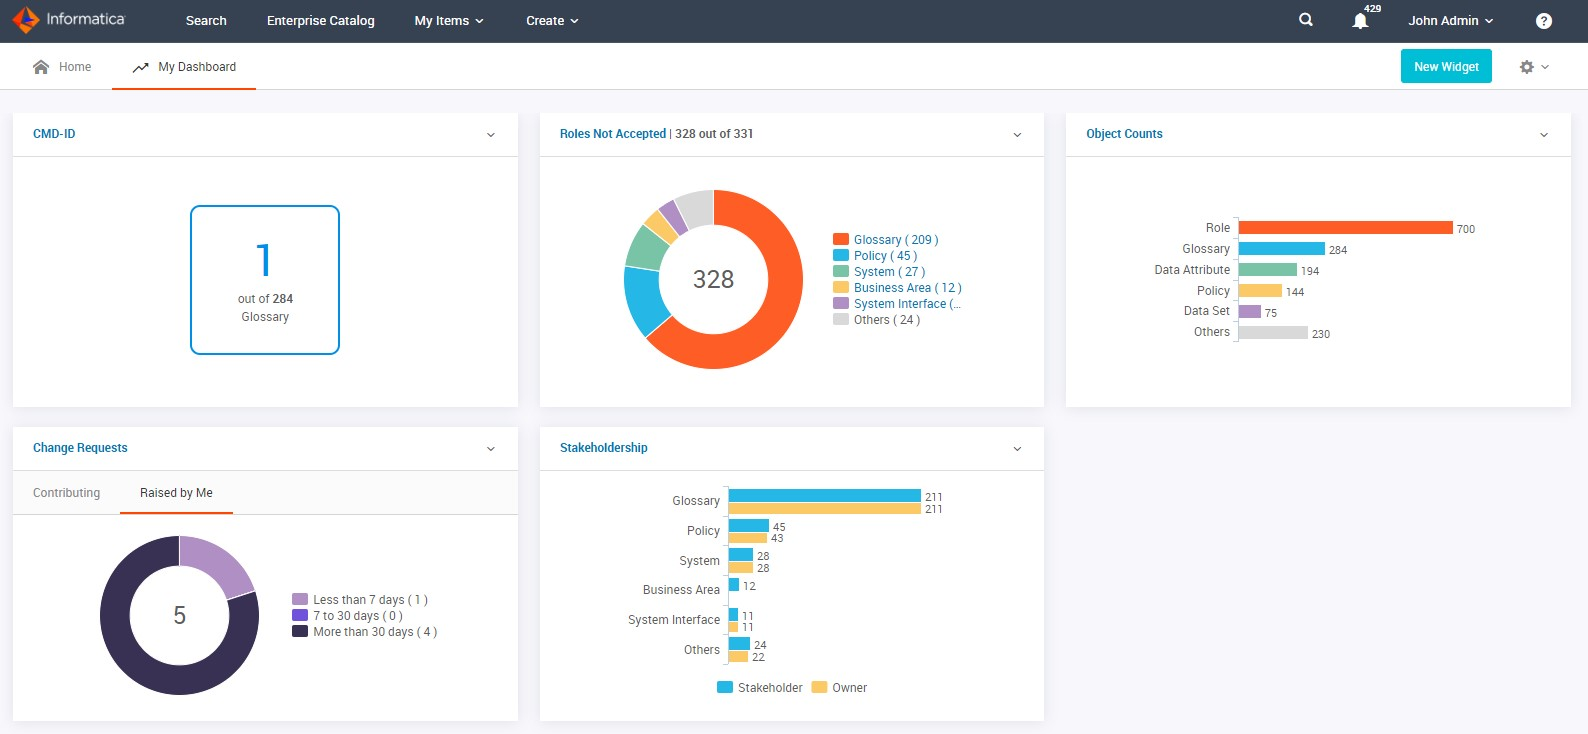 Informatica
Search
Enterprise Catalog
My Items
Create
429
John Admin
?
Home
My Dashboard
New Widget
CMD-ID
1
out of 284
Glossary
Roles Not Accepted | 328 out of 331
328
Glossary ( 209 )
Policy ( 45 )
System ( 27 )
Business Area ( 12 )
System Interface (...
Others ( 24 )
Object Counts
Role 700
Glossary 284
Data Attribute 194
Policy 144
Data Set 75
Others 230
Change Requests
Contributing
Raised by Me
5
Less than 7 days ( 1 )
7 to 30 days ( 0 )
More than 30 days ( 4 )
Stakeholdership
Glossary 211
211
Policy 45
43
System 28
28
Business Area 12
System Interface 11
11
Others 24
22
Stakeholder Owner